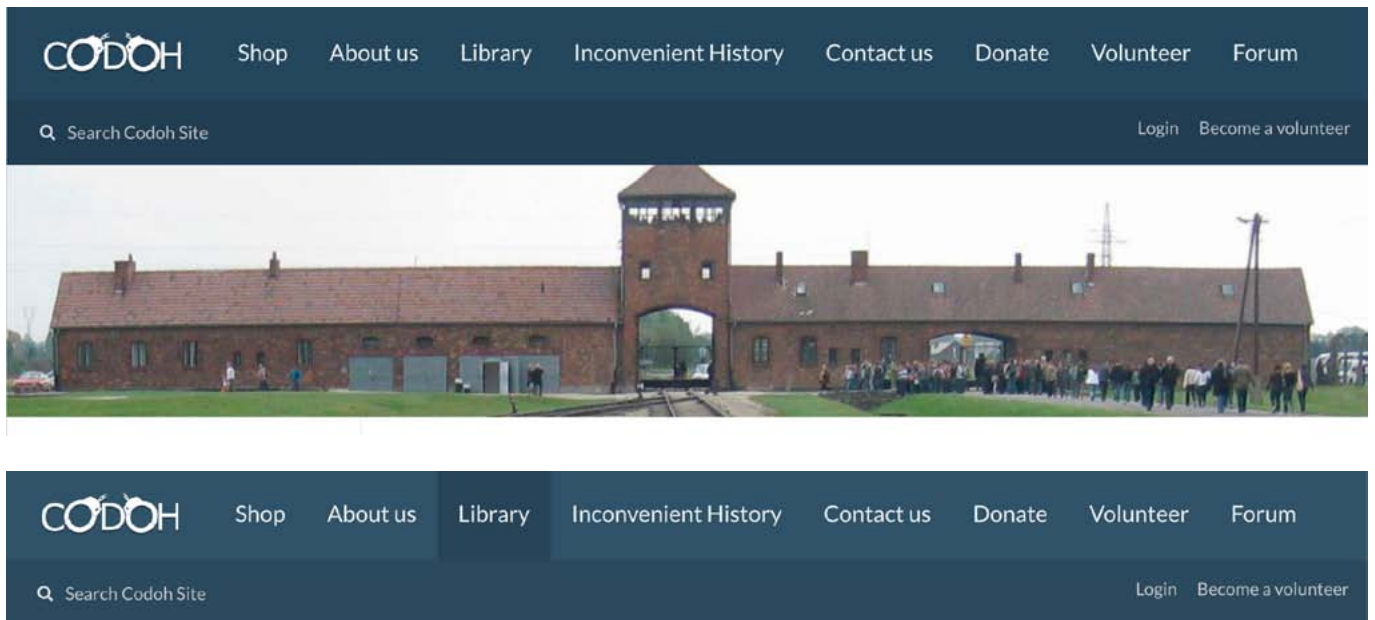 CODOH Shop About us Library Inconvenient History Contact us Donate Volunteer Forum
Search Codoh Site Login Become a volunteer
CODOH Shop About us Library Inconvenient History Contact us Donate Volunteer Forum
Search Codoh Site Login Become a volunteer